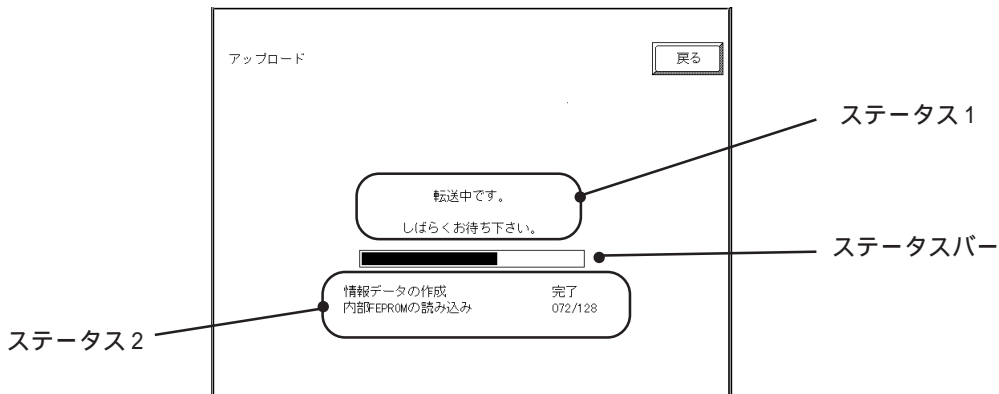 アップロード
戻る
ステータス1
転送中です。
しばらくお待ち下さい。
ステータスバー
情報データの作成 完了
内部FEPROMの読み込み 072/128
ステータス2